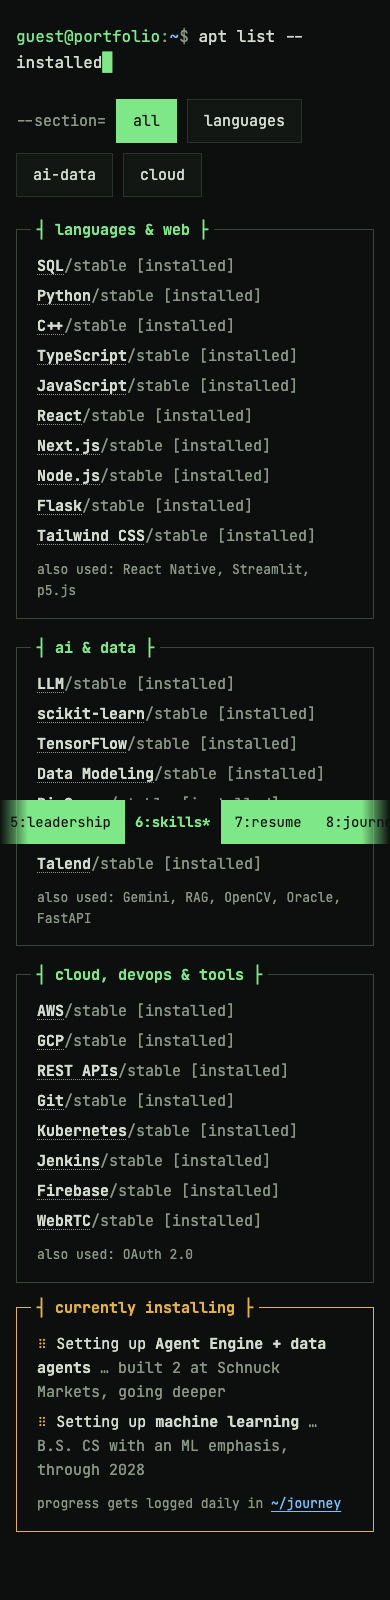 guest@portfolio:~$ apt list --
installed
--section= all languages
ai-data cloud
languages & web
SQL/stable [installed]
Python/stable [installed]
C++/stable [installed]
TypeScript/stable [installed]
JavaScript/stable [installed]
React/stable [installed]
Next.js/stable [installed]
Node.js/stable [installed]
Flask/stable [installed]
Tailwind CSS/stable [installed]
also used: React Native, Streamlit,
p5.js
ai & data
LLM/stable [installed]
scikit-learn/stable [installed]
TensorFlow/stable [installed]
Data Modeling/stable [installed]
5:leadership 6:skills* 7:resume
Talend/stable [installed]
also used: Gemini, RAG, OpenCV, Oracle,
FastAPI
cloud, devops & tools
AWS/stable [installed]
GCP/stable [installed]
REST APIs/stable [installed]
Git/stable [installed]
Kubernetes/stable [installed]
Jenkins/stable [installed]
Firebase/stable [installed]
WebRTC/stable [installed]
also used: OAuth 2.0
currently installing
⠿ Setting up Agent Engine + data
agents … built 2 at Schnuck
Markets, going deeper
⠿ Setting up machine learning …
B.S. CS with an ML emphasis,
through 2028
progress gets logged daily in ~/journey